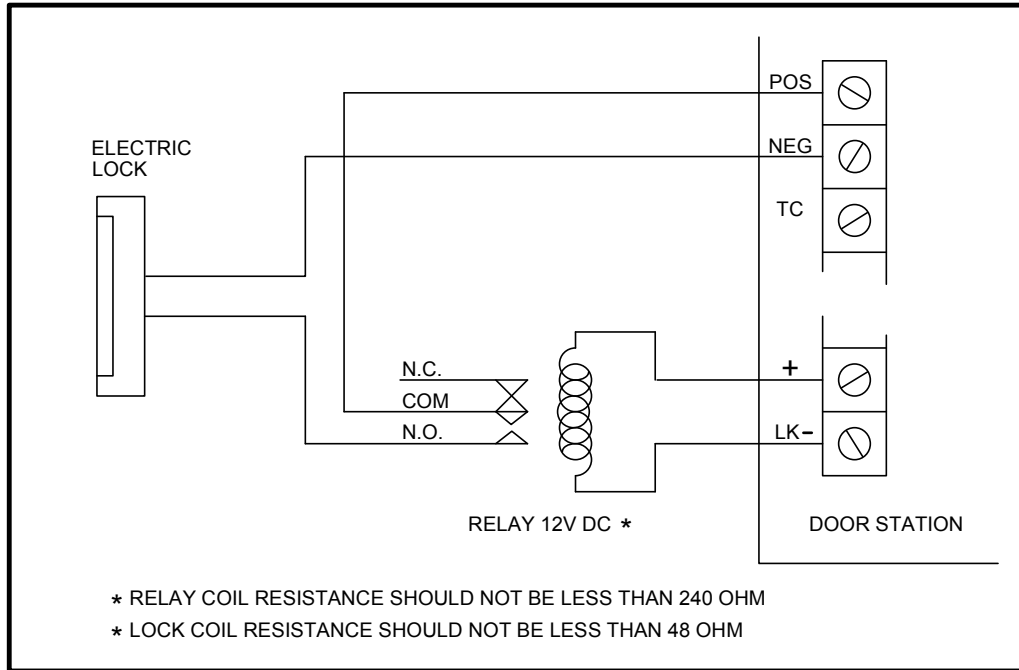 POS
ELECTRIC
LOCK
NEG
TC
N.C.
COM
N.O.
+
LK-
RELAY 12V DC *
DOOR STATION
* RELAY COIL RESISTANCE SHOULD NOT BE LESS THAN 240 OHM
* LOCK COIL RESISTANCE SHOULD NOT BE LESS THAN 48 OHM